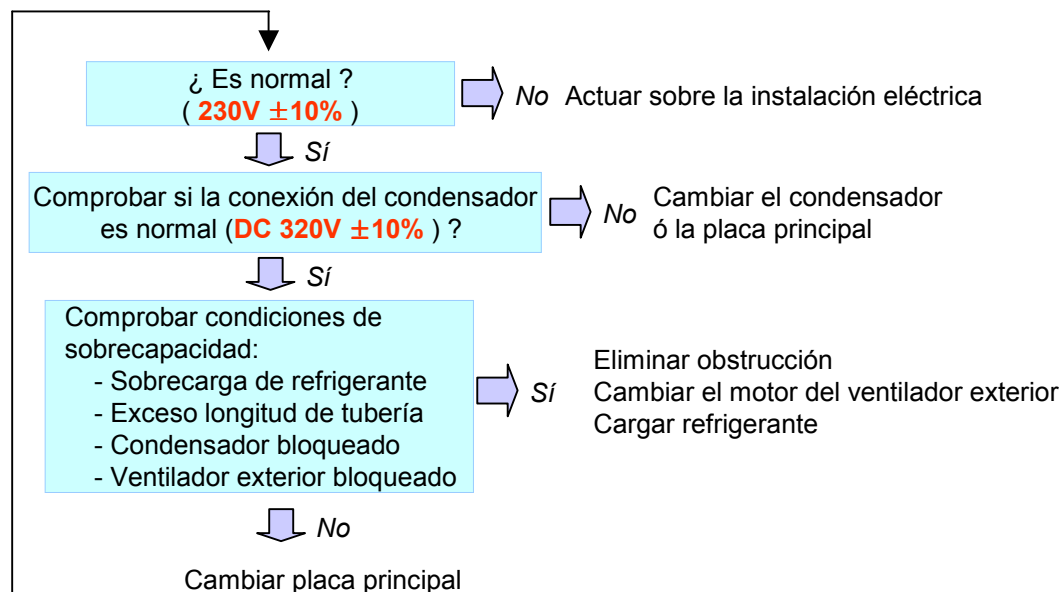 ¿ Es normal ?
( 230V ±10% )
No Actuar sobre la instalación eléctrica
Sí
Comprobar si la conexión del condensador
es normal (DC 320V ±10% ) ?
No
Cambiar el condensador
ó la placa principal
Sí
Comprobar condiciones de
sobrecapacidad:
- Sobrecarga de refrigerante
- Exceso longitud de tubería
- Condensador bloqueado
- Ventilador exterior bloqueado
Sí
Eliminar obstrucción
Cambiar el motor del ventilador exterior
Cargar refrigerante
No
Cambiar placa principal